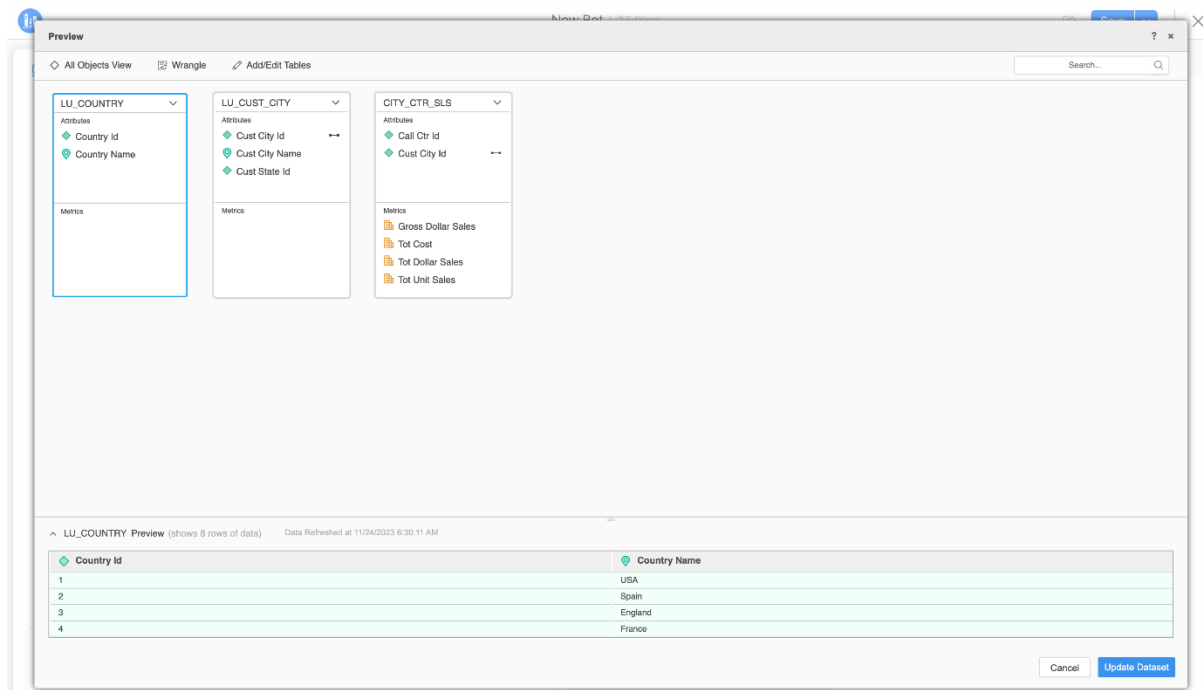 New Bot
Preview
?
All Objects View Wrangle Add/Edit Tables Search...
LU_COUNTRY
Attributes
Country Id
Country Name
Metrics
LU_CUST_CITY
Attributes
Cust City Id
Cust City Name
Cust State Id
Metrics
CITY_CTR_SLS
Attributes
Call Ctr Id
Cust City Id
Metrics
Gross Dollar Sales
Tot Cost
Tot Dollar Sales
Tot Unit Sales
LU_COUNTRY Preview (shows 8 rows of data) Data Refreshed at 11/24/2023 6:30:11 AM
Country Id Country Name
1 USA
2 Spain
3 England
4 France
Cancel Update Dataset